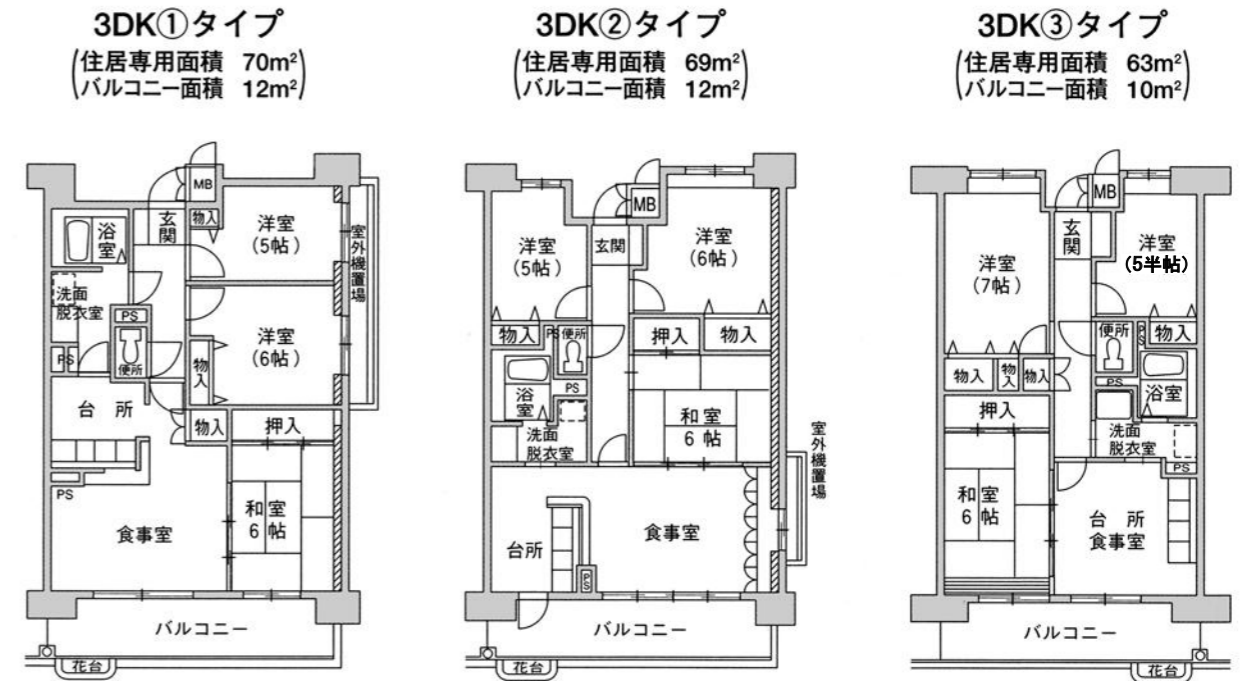 3DK①タイプ
(住居専用面積 70m²
バルコニー面積 12m²)
MB
玄関
物入
洋室
(5帖)
浴室
室外機置場
洗面
脱衣室
PS
洋室
(6帖)
PS
便所
物入
台所
物入
押入
PS
和室
6帖
食事室
バルコニー
花台
3DK②タイプ
(住居専用面積 69m²
バルコニー面積 12m²)
MB
洋室
(5帖)
玄関
洋室
(6帖)
物入
PS
便所
押入
物入
浴室
PS
和室
6帖
洗面
脱衣室
室外機置場
台所
食事室
PS
バルコニー
花台
3DK③タイプ
(住居専用面積 63m²
バルコニー面積 10m²)
MB
玄関
洋室
(7帖)
洋室
(5半帖)
便所
PS
物入
物入
物入
物入
PS
浴室
押入
洗面
脱衣室
PS
和室
6帖
台所
食事室
バルコニー
花台